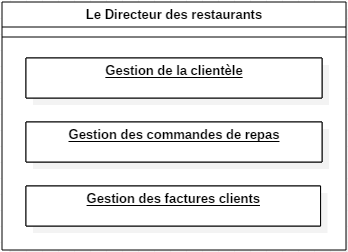 Le Directeur des restaurants
Gestion de la clientèle
Gestion des commandes de repas
Gestion des factures clients